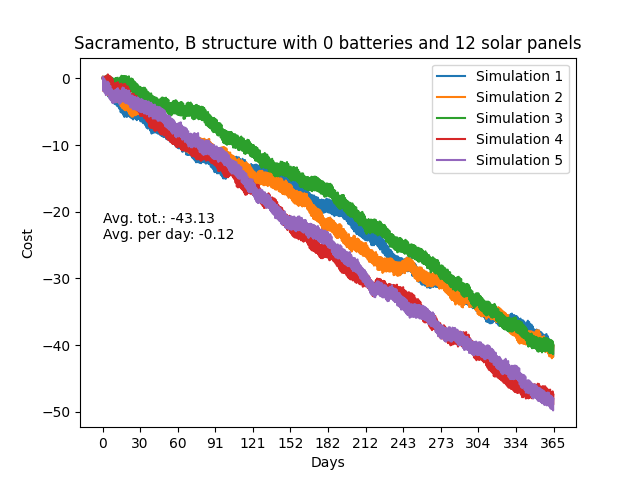 Sacramento, B structure with 0 batteries and 12 solar panels
Simulation 1
Simulation 2
Simulation 3
Simulation 4
Simulation 5
Avg. tot.: -43.13
Avg. per day: -0.12
Cost
0
−10
−20
−30
−40
−50
0 30 60 91 121 152 182 212 243 273 304 334 365
Days